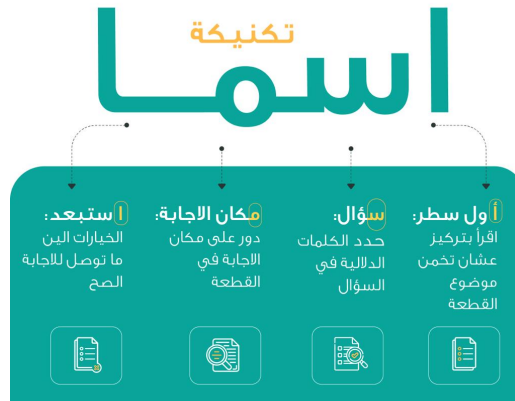 تكنيكة
اسما
أول سطر:
اقرأ بتركيز
عشان تخمن
موضوع
القطعة
سؤال:
حدد الكلمات
الدلالية في
السؤال
مكان الاجابة:
دور على مكان
الاجابة في
القطعة
استبعد:
الخيارات الين
ما توصل للاجابة
الصح